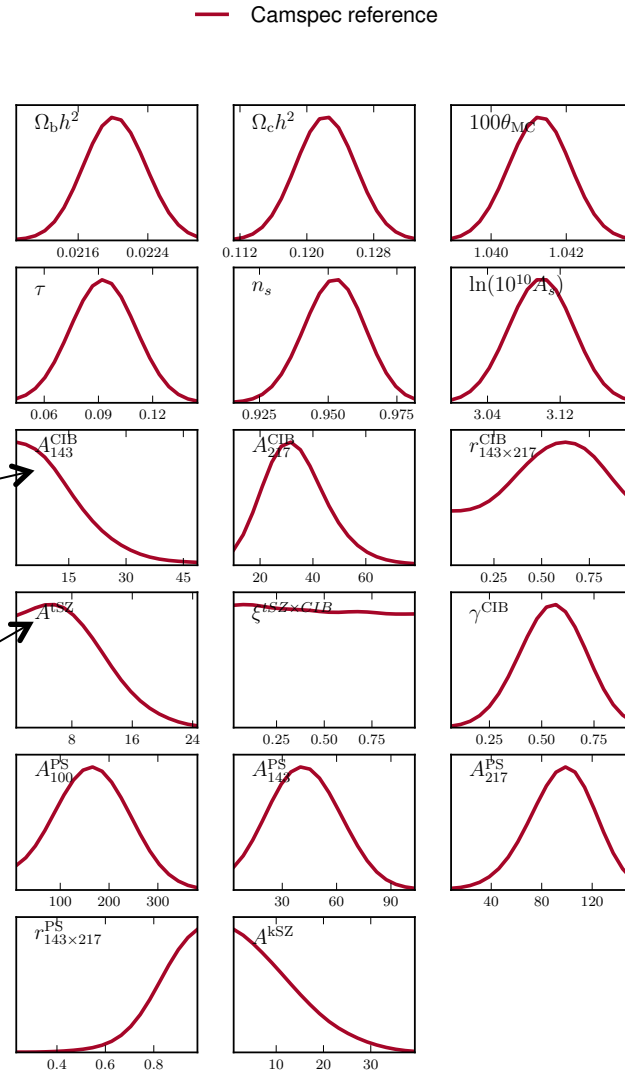 Camspec reference
Ω_b h²  Ω_c h²  100θ_MC
0.0216 0.0224  0.112 0.120 0.128  1.040 1.042
τ  n_s  ln(10¹⁰A_s)
0.06 0.09 0.12  0.925 0.950 0.975  3.04 3.12
A^CIB_143  A^CIB_217  r^CIB_143×217
15 30 45  20 40 60  0.25 0.50 0.75
A^tSZ  ξ^tSZ×CIB  γ^CIB
8 16 24  0.25 0.50 0.75  0.25 0.50 0.75
A^PS_100  A^PS_143  A^PS_217
100 200 300  30 60 90  40 80 120
r^PS_143×217  A^kSZ
0.4 0.6 0.8  10 20 30